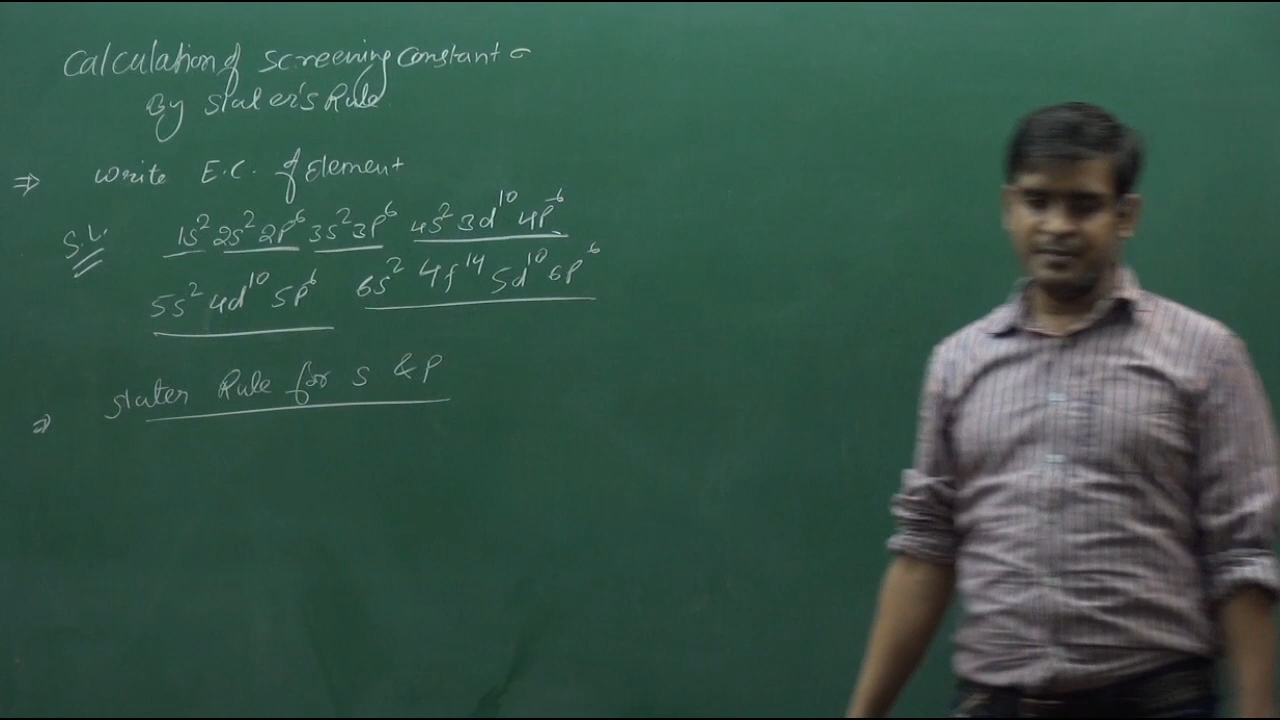 Calculation of Screening Constant σ
By Slater's Rule
⇒ Write E.C. of Element
S.L. 1s² 2s² 2p⁶ 3s² 3p⁶ 4s² 3d¹⁰ 4p⁶
5s² 4d¹⁰ 5p⁶ 6s² 4f¹⁴ 5d¹⁰ 6p⁶
⇒ Slater Rule for s & p